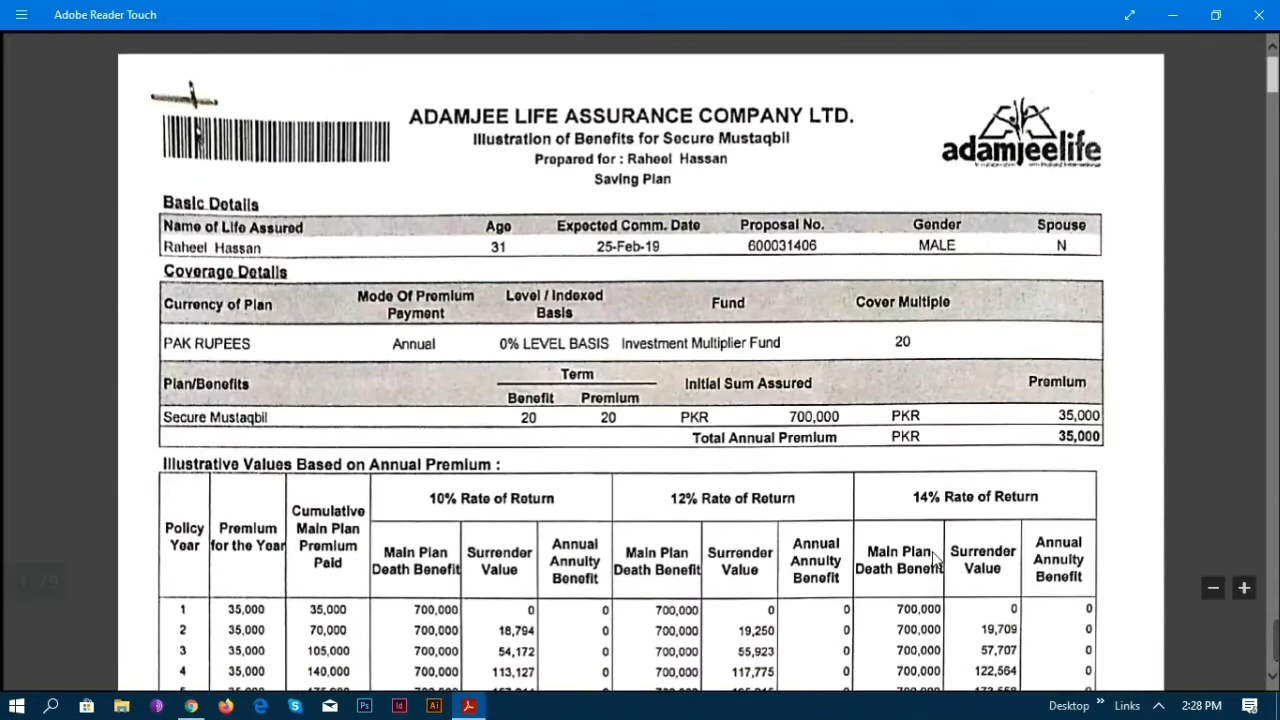 Adobe Reader Touch
ADAMJEE LIFE ASSURANCE COMPANY LTD.
Illustration of Benefits for Secure Mustaqbil
Prepared for : Raheel Hassan
Saving Plan
adamjeelife
Basic Details
Name of Life Assured Age Expected Comm. Date Proposal No. Gender Spouse
Raheel Hassan 31 25-Feb-19 600031406 MALE N
Coverage Details
Currency of Plan Mode Of Premium Payment Level / Indexed Basis Fund Cover Multiple
PAK RUPEES Annual 0% LEVEL BASIS Investment Multiplier Fund 20
Plan/Benefits Term Initial Sum Assured Premium
Benefit Premium
Secure Mustaqbil 20 20 PKR 700,000 PKR 35,000
Total Annual Premium PKR 35,000
Illustrative Values Based on Annual Premium :
Policy Year Premium for the Year Cumulative Main Plan Premium Paid 10% Rate of Return 12% Rate of Return 14% Rate of Return
Main Plan Death Benefit Surrender Value Annual Annuity Benefit Main Plan Death Benefit Surrender Value Annual Annuity Benefit Main Plan Death Benefit Surrender Value Annual Annuity Benefit
1 35,000 35,000 700,000 0 0 700,000 0 0 700,000 0 0
2 35,000 70,000 700,000 18,794 0 700,000 19,250 0 700,000 19,709 0
3 35,000 105,000 700,000 54,172 0 700,000 55,923 0 700,000 57,707 0
4 35,000 140,000 700,000 113,127 0 700,000 117,775 0 700,000 122,564 0
1 / 9
Desktop Links 2:28 PM